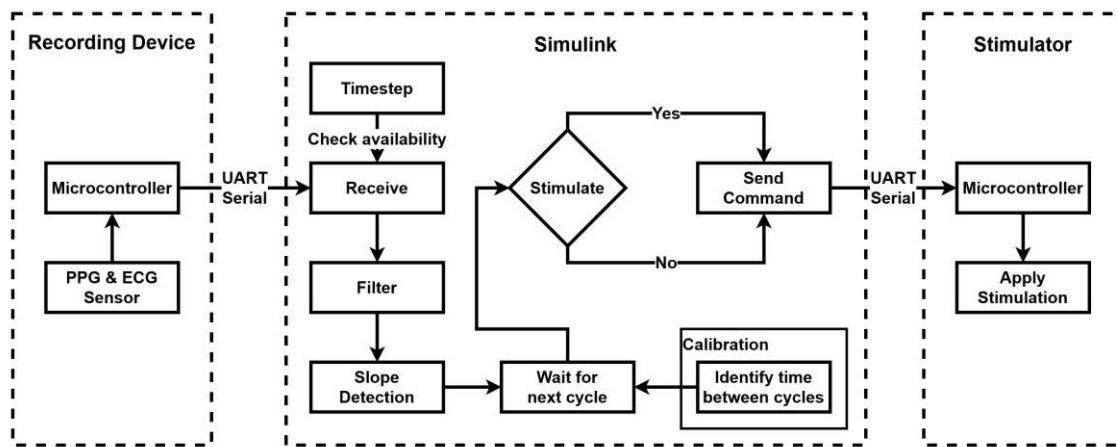 Recording Device
Simulink
Stimulator
Timestep
Check availability
Yes
Microcontroller
UART
Serial
Receive
Stimulate
Send
Command
UART
Serial
Microcontroller
PPG & ECG
Sensor
Filter
No
Apply
Stimulation
Calibration
Slope
Detection
Wait for
next cycle
Identify time
between cycles